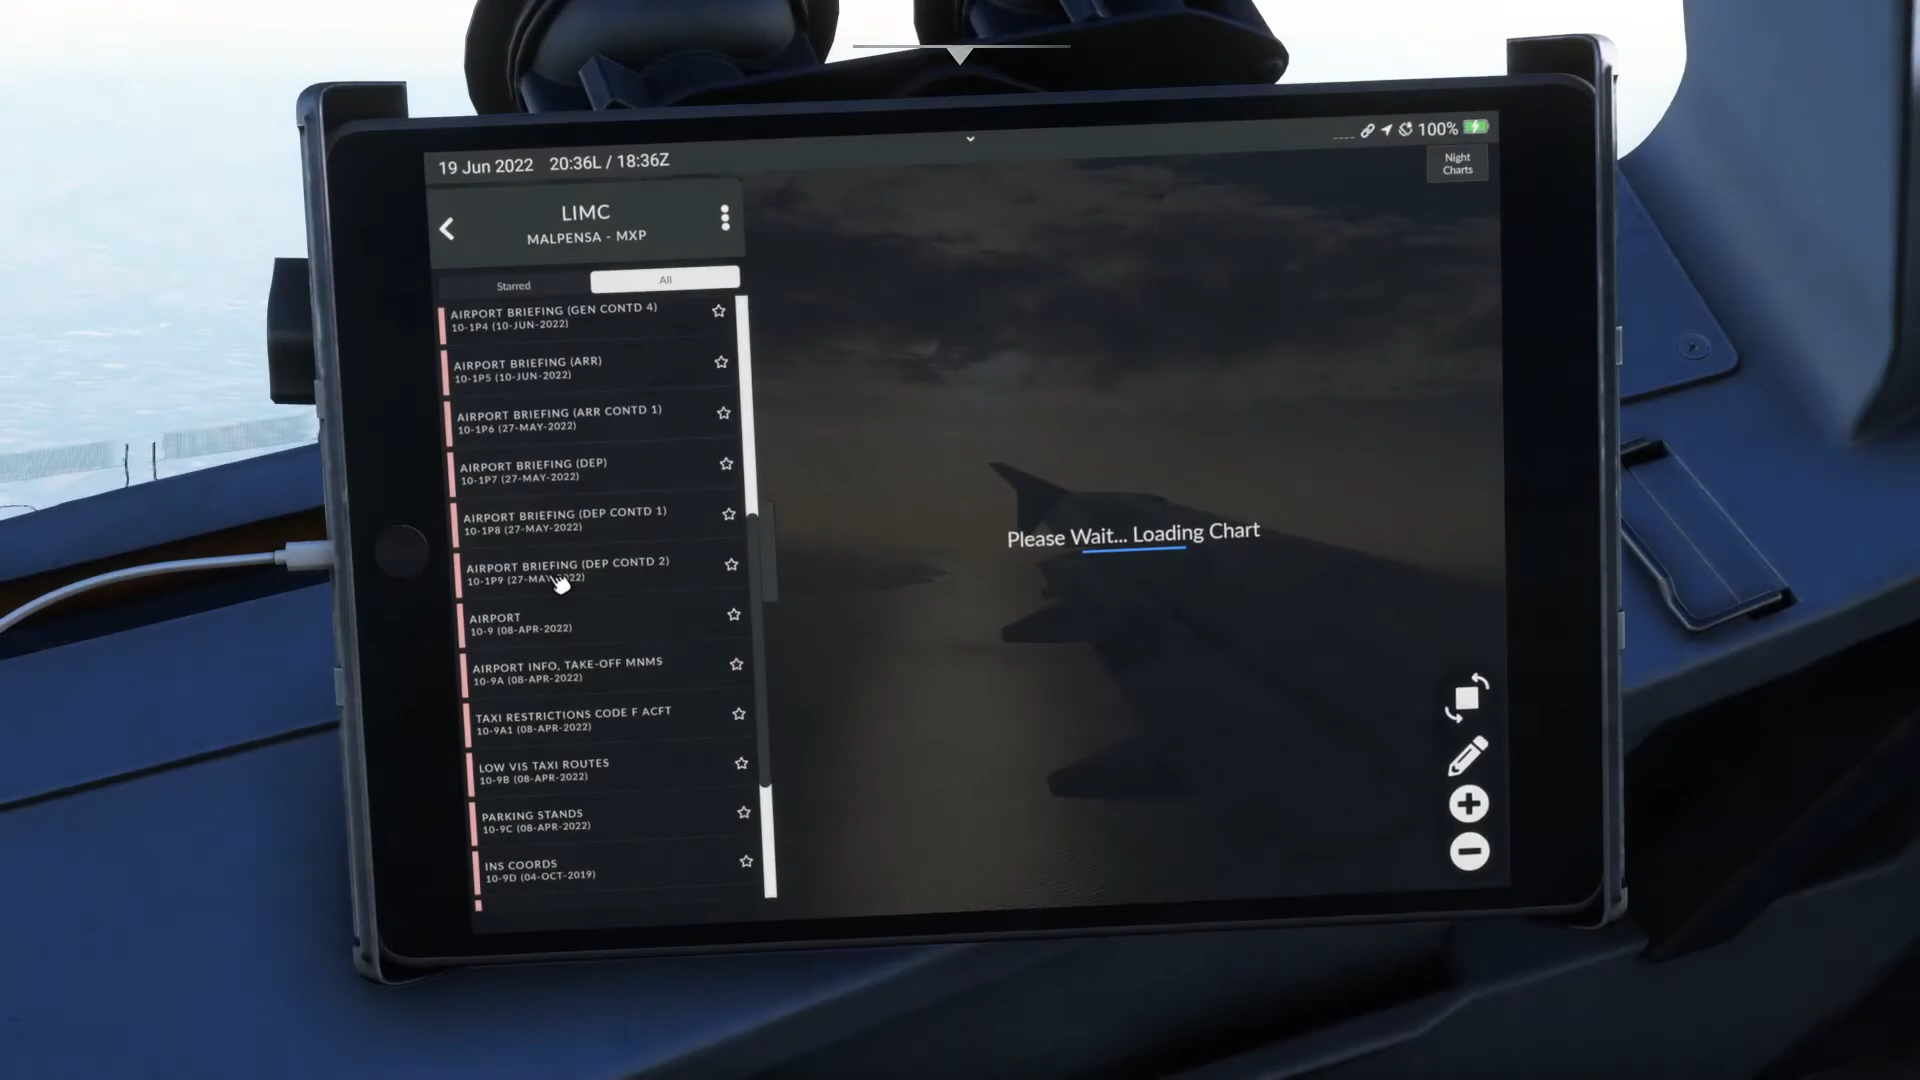 19 Jun 2022 20:36L / 18:36Z
100%
Night
Charts
LIMC
MALPENSA - MXP
Starred
All
AIRPORT BRIEFING (GEN CONTD 4)
10-1P4 (10-JUN-2022)
AIRPORT BRIEFING (ARR)
10-1P5 (10-JUN-2022)
AIRPORT BRIEFING (ARR CONTD 1)
10-1P6 (27-MAY-2022)
AIRPORT BRIEFING (DEP)
10-1P7 (27-MAY-2022)
AIRPORT BRIEFING (DEP CONTD 1)
10-1P8 (27-MAY-2022)
AIRPORT BRIEFING (DEP CONTD 2)
10-1P9 (27-MAY-2022)
AIRPORT
10-9 (08-APR-2022)
AIRPORT INFO, TAKE-OFF MNMS
10-9A (08-APR-2022)
TAXI RESTRICTIONS CODE F ACFT
10-9A1 (08-APR-2022)
LOW VIS TAXI ROUTES
10-9B (08-APR-2022)
PARKING STANDS
10-9C (08-APR-2022)
INS COORDS
10-9D (04-OCT-2019)
Please Wait... Loading Chart